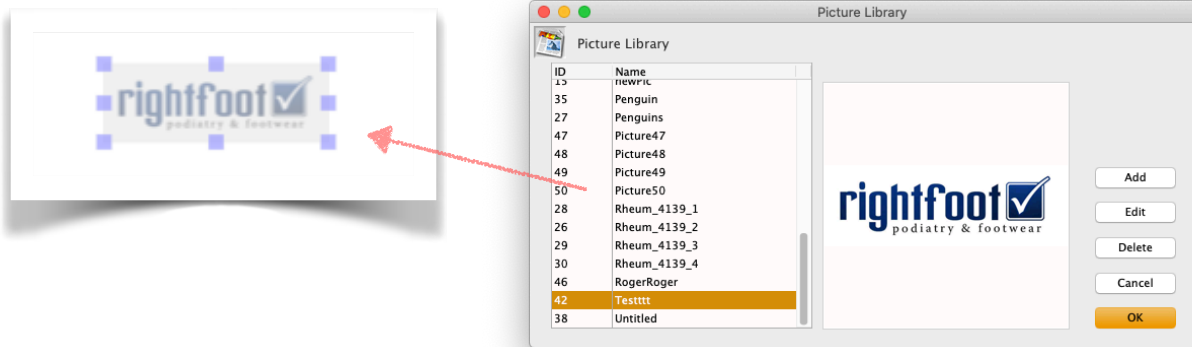 rightfoot
podiatry & footwear
Picture Library
Picture Library
ID Name
15 newPic
35 Penguin
27 Penguins
47 Picture47
48 Picture48
49 Picture49
50 Picture50
28 Rheum_4139_1
26 Rheum_4139_2
29 Rheum_4139_3
30 Rheum_4139_4
46 RogerRoger
42 Testttt
38 Untitled
rightfoot
podiatry & footwear
Add
Edit
Delete
Cancel
OK